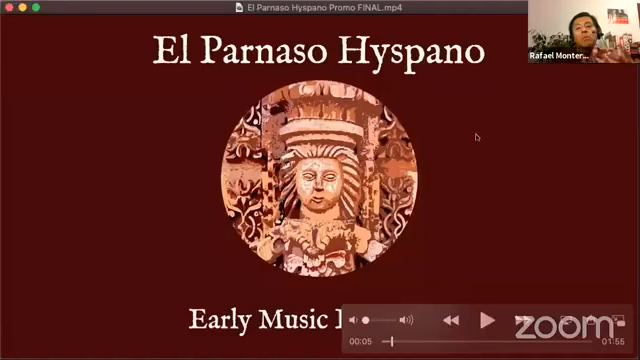 El Parnaso Hyspano Promo FINAL.mp4
El Parnaso Hyspano
Rafael Monter...
Early Music
zoom
00:05
01:55